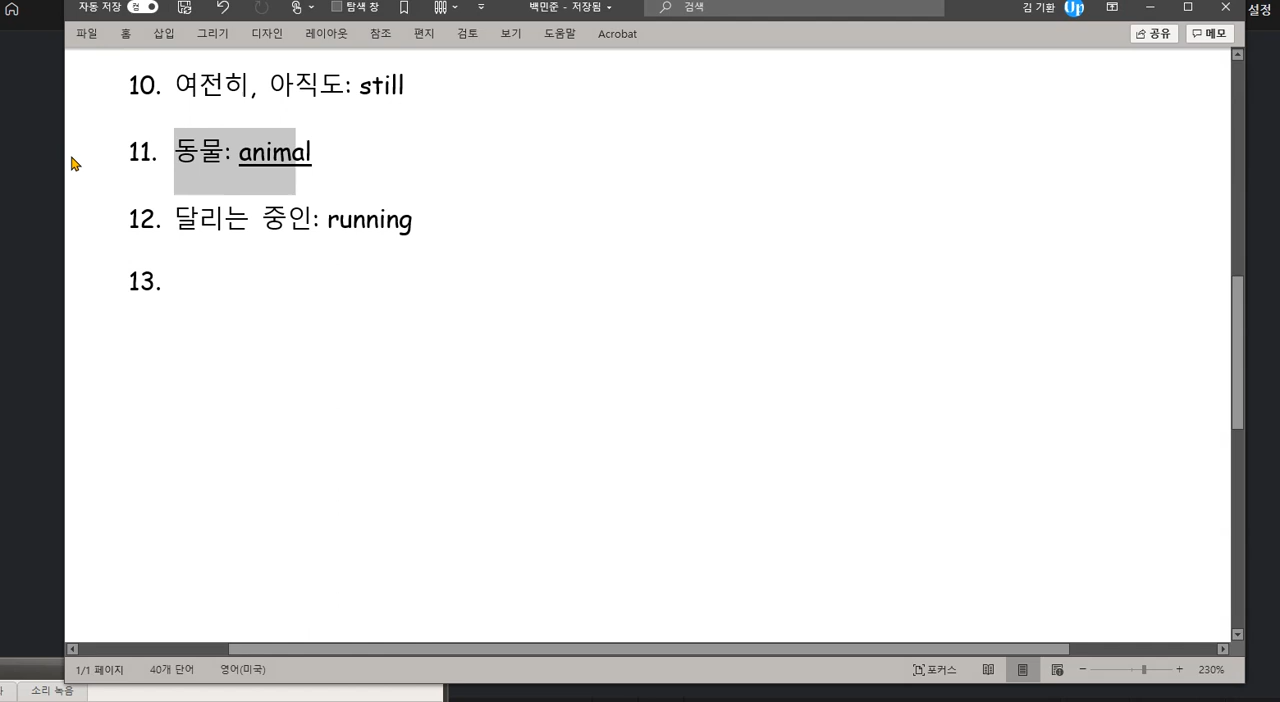 자동 저장 컴 탐색 창 백민준 - 저장됨 검색 김 기환 Up 설정
파일 홈 삽입 그리기 디자인 레이아웃 참조 편지 검토 보기 도움말 Acrobat 공유 메모
10. 여전히, 아직도: still
11. 동물: animal
12. 달리는 중인: running
13.
1/1 페이지 40개 단어 영어(미국) 포커스 230%
소리 녹음